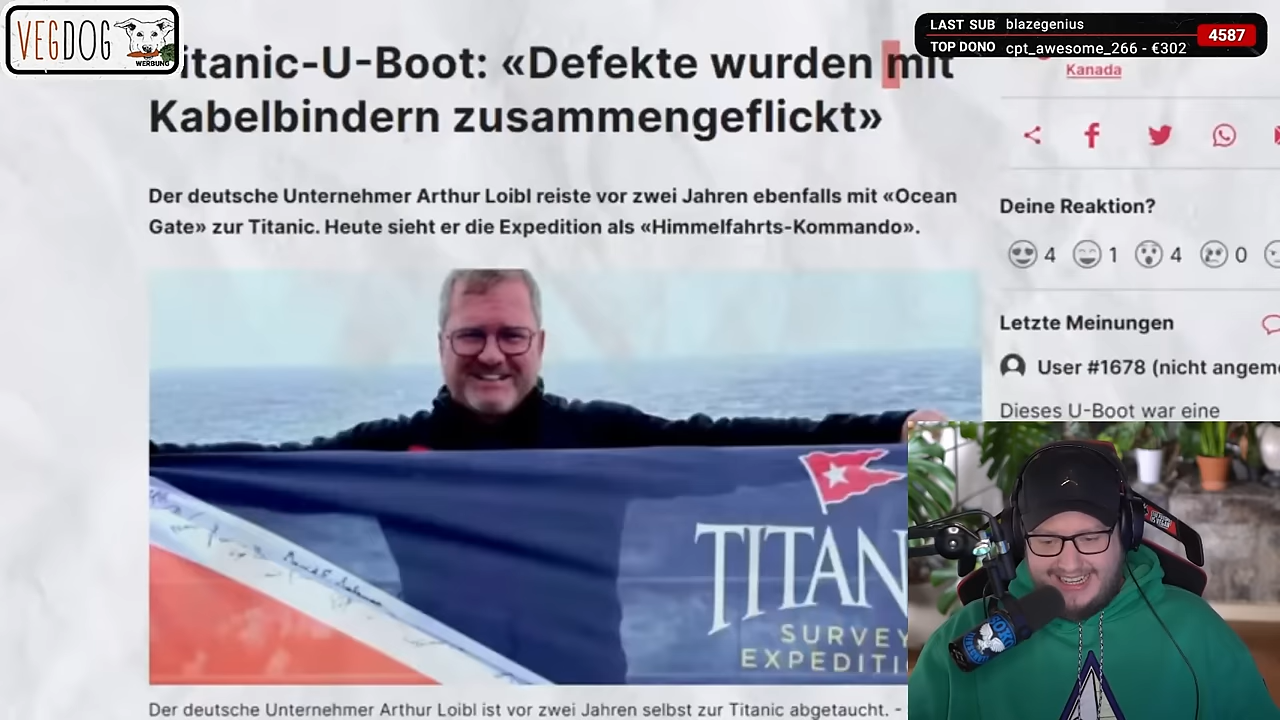 VEGDOG
WERBUNG
LAST SUB blazegenius
TOP DONO cpt_awesome_266 - €302
4587
Kanada
itanic-U-Boot: «Defekte wurden mit
Kabelbindern zusammengeflickt»
Der deutsche Unternehmer Arthur Loibl reiste vor zwei Jahren ebenfalls mit «Ocean
Gate» zur Titanic. Heute sieht er die Expedition als «Himmelfahrts-Kommando».
Deine Reaktion?
4 1 4 0
Letzte Meinungen
User #1678 (nicht angeme
Dieses U-Boot war eine
TITAN
SURVEY
EXPEDITI
Der deutsche Unternehmer Arthur Loibl ist vor zwei Jahren selbst zur Titanic abgetaucht. -